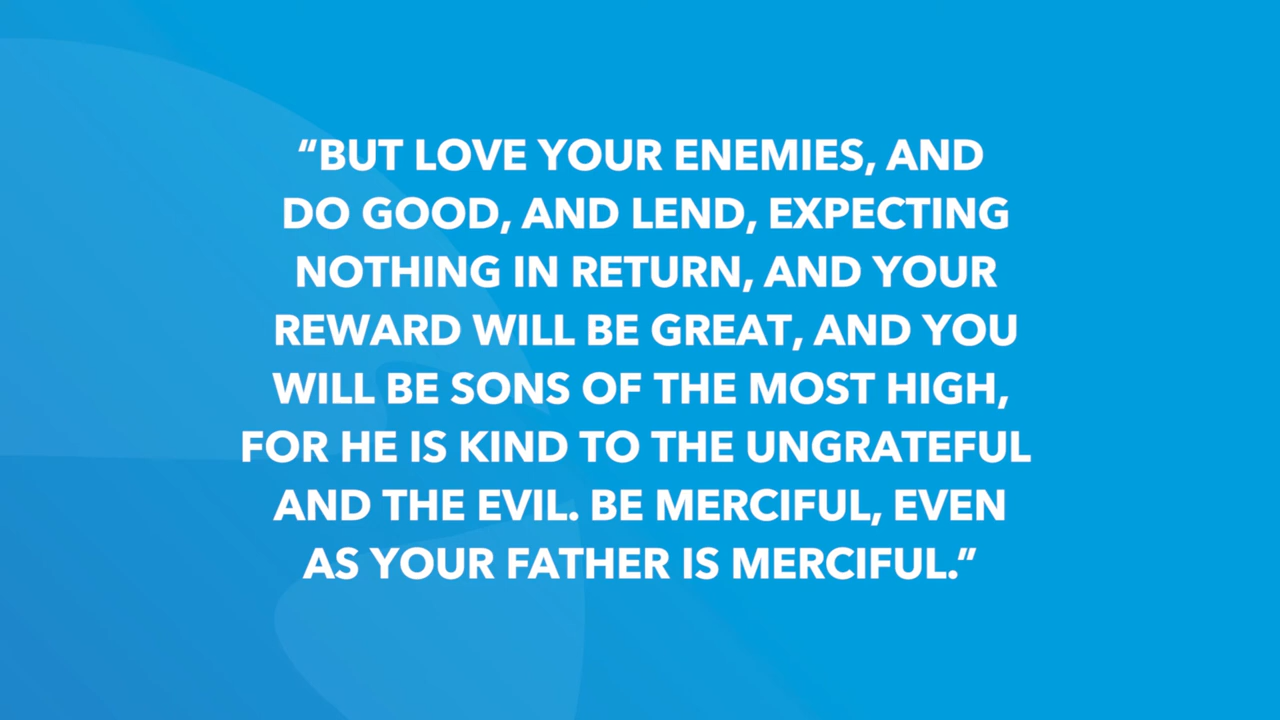 “BUT LOVE YOUR ENEMIES, AND
DO GOOD, AND LEND, EXPECTING
NOTHING IN RETURN, AND YOUR
REWARD WILL BE GREAT, AND YOU
WILL BE SONS OF THE MOST HIGH,
FOR HE IS KIND TO THE UNGRATEFUL
AND THE EVIL. BE MERCIFUL, EVEN
AS YOUR FATHER IS MERCIFUL.”